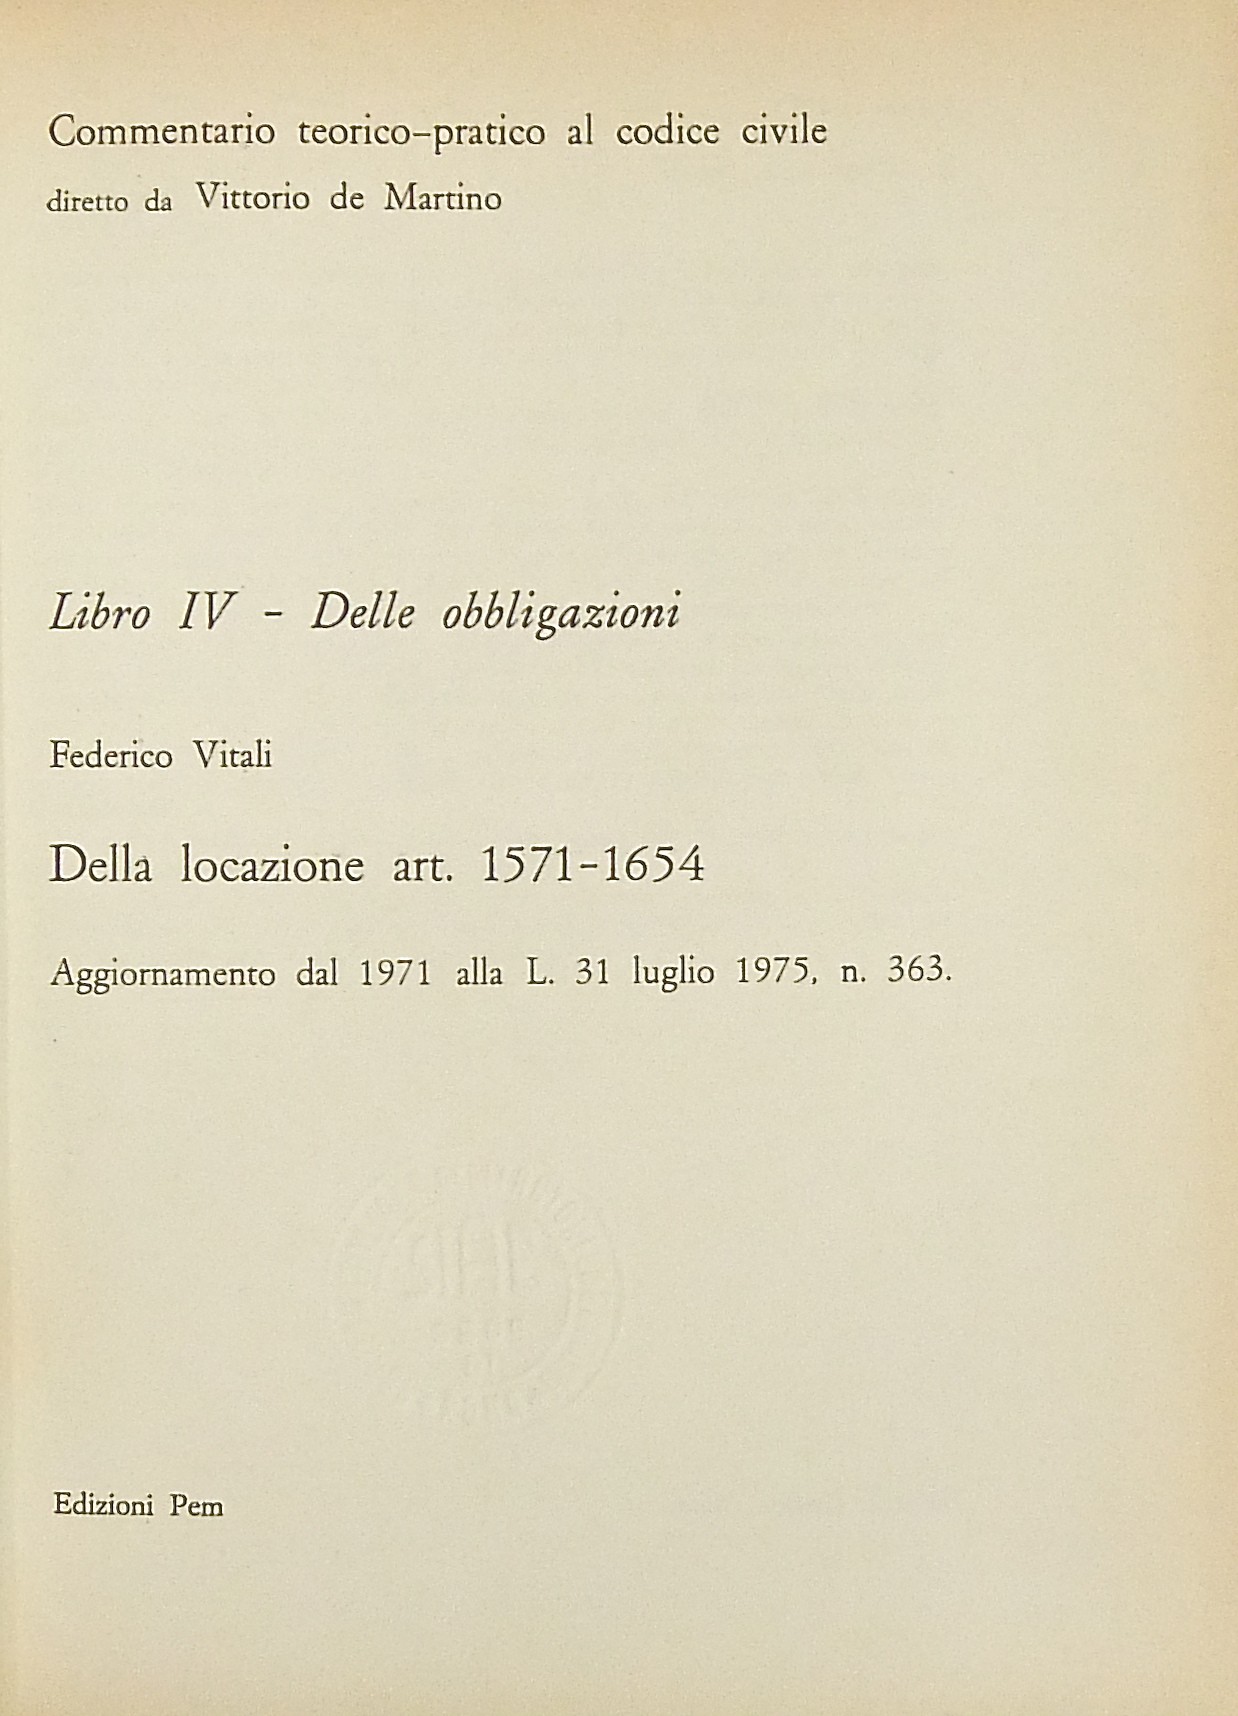 Commentario teorico-pratico al codice civile
diretto da Vittorio de Martino
Libro IV - Delle obbligazioni
Federico Vitali
Della locazione art. 1571-1654
Aggiornamento dal 1971 alla L. 31 luglio 1975, n. 363.
Edizioni Pem